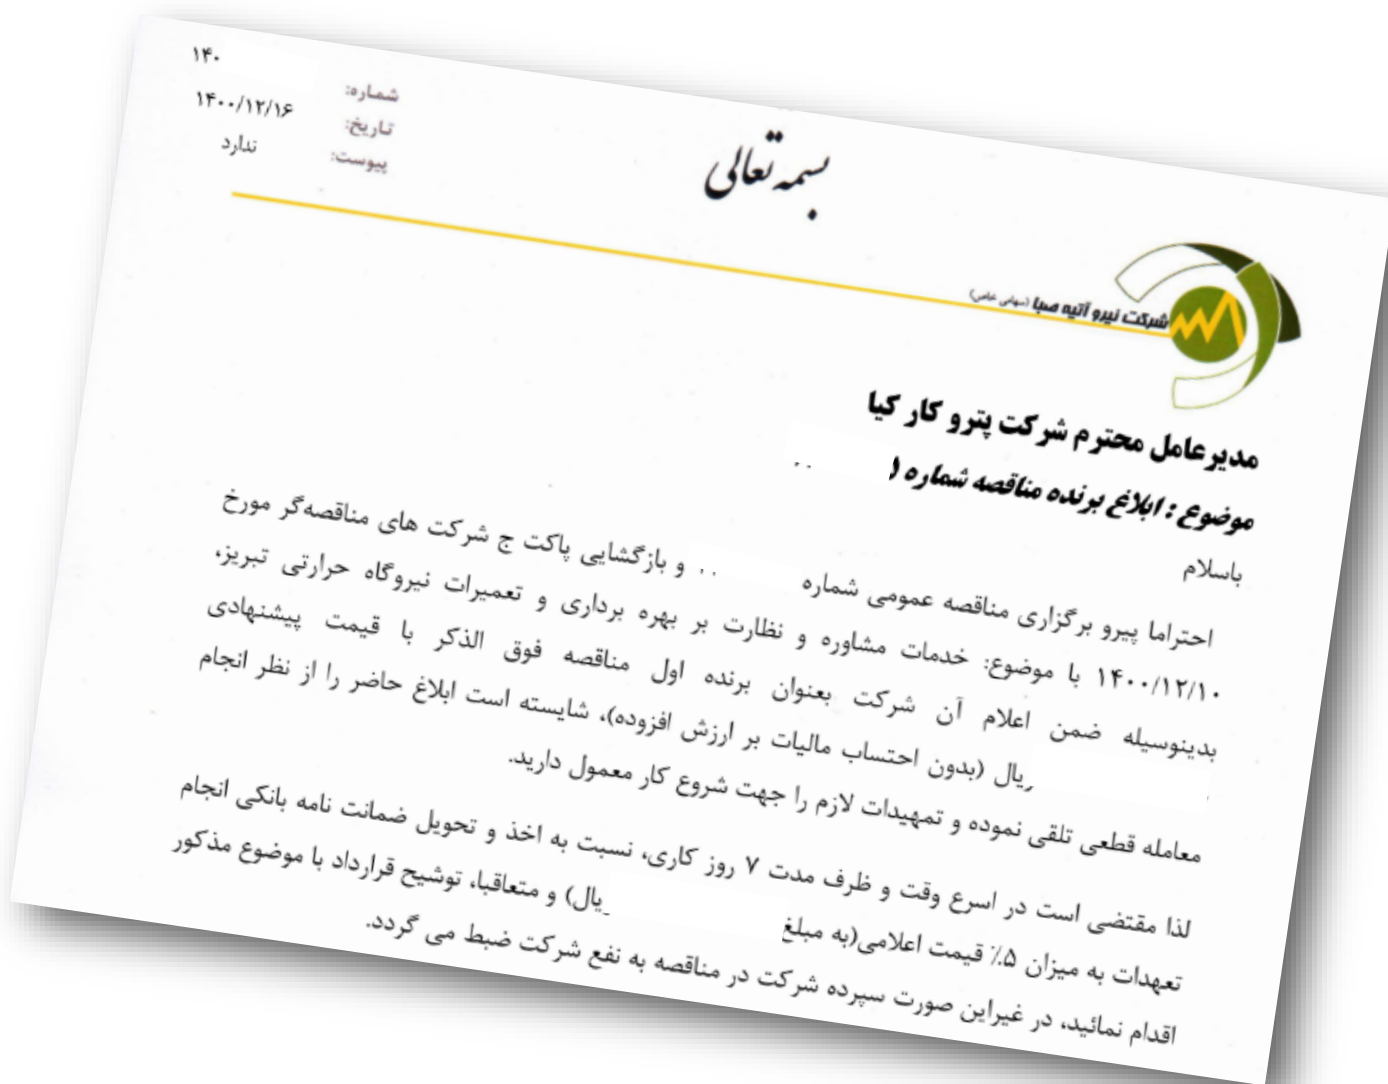 بسمه تعالی
شماره: ۱۴۰
تاریخ: ۱۴۰۰/۱۲/۱۶
پیوست: ندارد
شرکت نیرو آتیه صبا (سهامی خاص)
مدیرعامل محترم شرکت پترو کار کیا
موضوع : ابلاغ برنده مناقصه شماره
باسلام
احتراما پیرو برگزاری مناقصه عمومی شماره و بازگشایی پاکت ج شرکت های مناقصه‌گر مورخ
۱۴۰۰/۱۲/۱۰ با موضوع: خدمات مشاوره و نظارت بر بهره برداری و تعمیرات نیروگاه حرارتی تبریز،
بدینوسیله ضمن اعلام آن شرکت بعنوان برنده اول مناقصه فوق الذکر با قیمت پیشنهادی
ریال (بدون احتساب مالیات بر ارزش افزوده)، شایسته است ابلاغ حاضر را از نظر انجام
معامله قطعی تلقی نموده و تمهیدات لازم را جهت شروع کار معمول دارید.
لذا مقتضی است در اسرع وقت و ظرف مدت ۷ روز کاری، نسبت به اخذ و تحویل ضمانت نامه بانکی انجام
تعهدات به میزان ۵٪ قیمت اعلامی(به مبلغ ریال) و متعاقبا، توشیح قرارداد با موضوع مذکور
اقدام نمائید، در غیراین صورت سپرده شرکت در مناقصه به نفع شرکت ضبط می گردد.